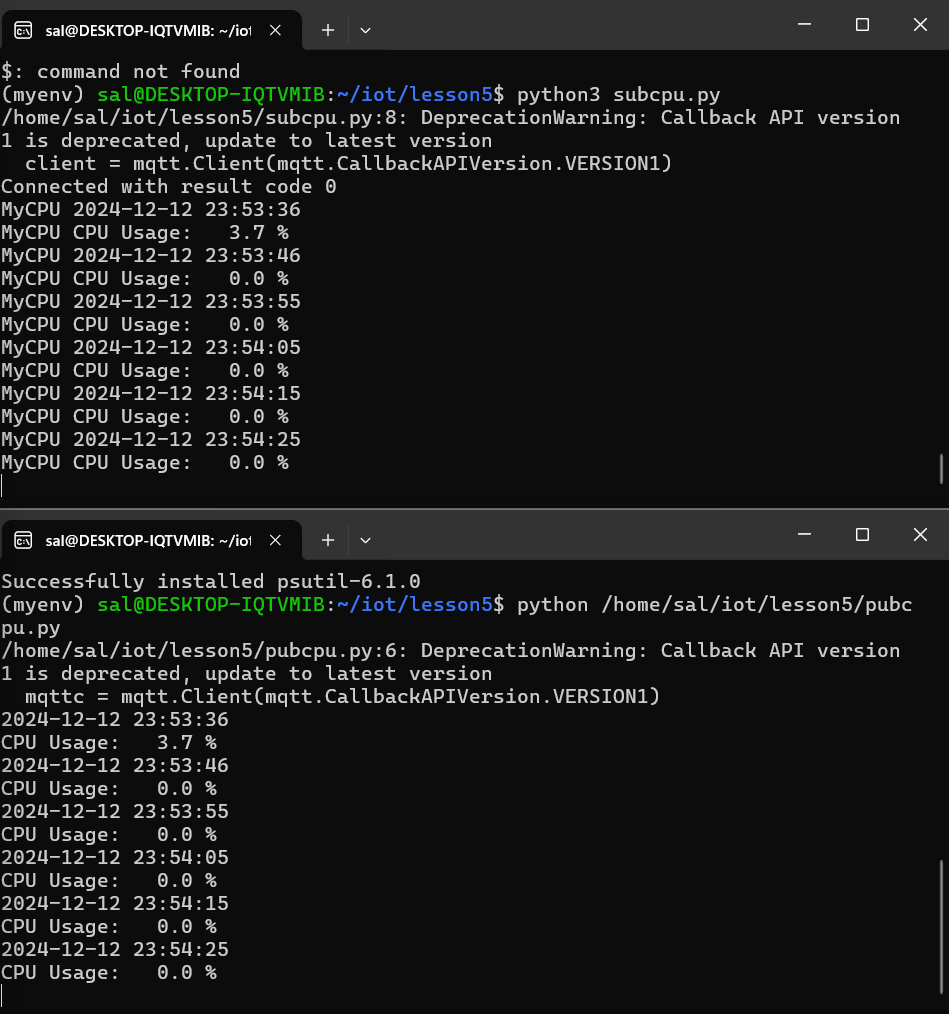 sal@DESKTOP-IQTVMIB: ~/iot
$: command not found
(myenv) sal@DESKTOP-IQTVMIB:~/iot/lesson5$ python3 subcpu.py
/home/sal/iot/lesson5/subcpu.py:8: DeprecationWarning: Callback API version
1 is deprecated, update to latest version
  client = mqtt.Client(mqtt.CallbackAPIVersion.VERSION1)
Connected with result code 0
MyCPU 2024-12-12 23:53:36
MyCPU CPU Usage:   3.7 %
MyCPU 2024-12-12 23:53:46
MyCPU CPU Usage:   0.0 %
MyCPU 2024-12-12 23:53:55
MyCPU CPU Usage:   0.0 %
MyCPU 2024-12-12 23:54:05
MyCPU CPU Usage:   0.0 %
MyCPU 2024-12-12 23:54:15
MyCPU CPU Usage:   0.0 %
MyCPU 2024-12-12 23:54:25
MyCPU CPU Usage:   0.0 %
sal@DESKTOP-IQTVMIB: ~/iot
Successfully installed psutil-6.1.0
(myenv) sal@DESKTOP-IQTVMIB:~/iot/lesson5$ python /home/sal/iot/lesson5/pubc
pu.py
/home/sal/iot/lesson5/pubcpu.py:6: DeprecationWarning: Callback API version
1 is deprecated, update to latest version
  mqttc = mqtt.Client(mqtt.CallbackAPIVersion.VERSION1)
2024-12-12 23:53:36
CPU Usage:   3.7 %
2024-12-12 23:53:46
CPU Usage:   0.0 %
2024-12-12 23:53:55
CPU Usage:   0.0 %
2024-12-12 23:54:05
CPU Usage:   0.0 %
2024-12-12 23:54:15
CPU Usage:   0.0 %
2024-12-12 23:54:25
CPU Usage:   0.0 %